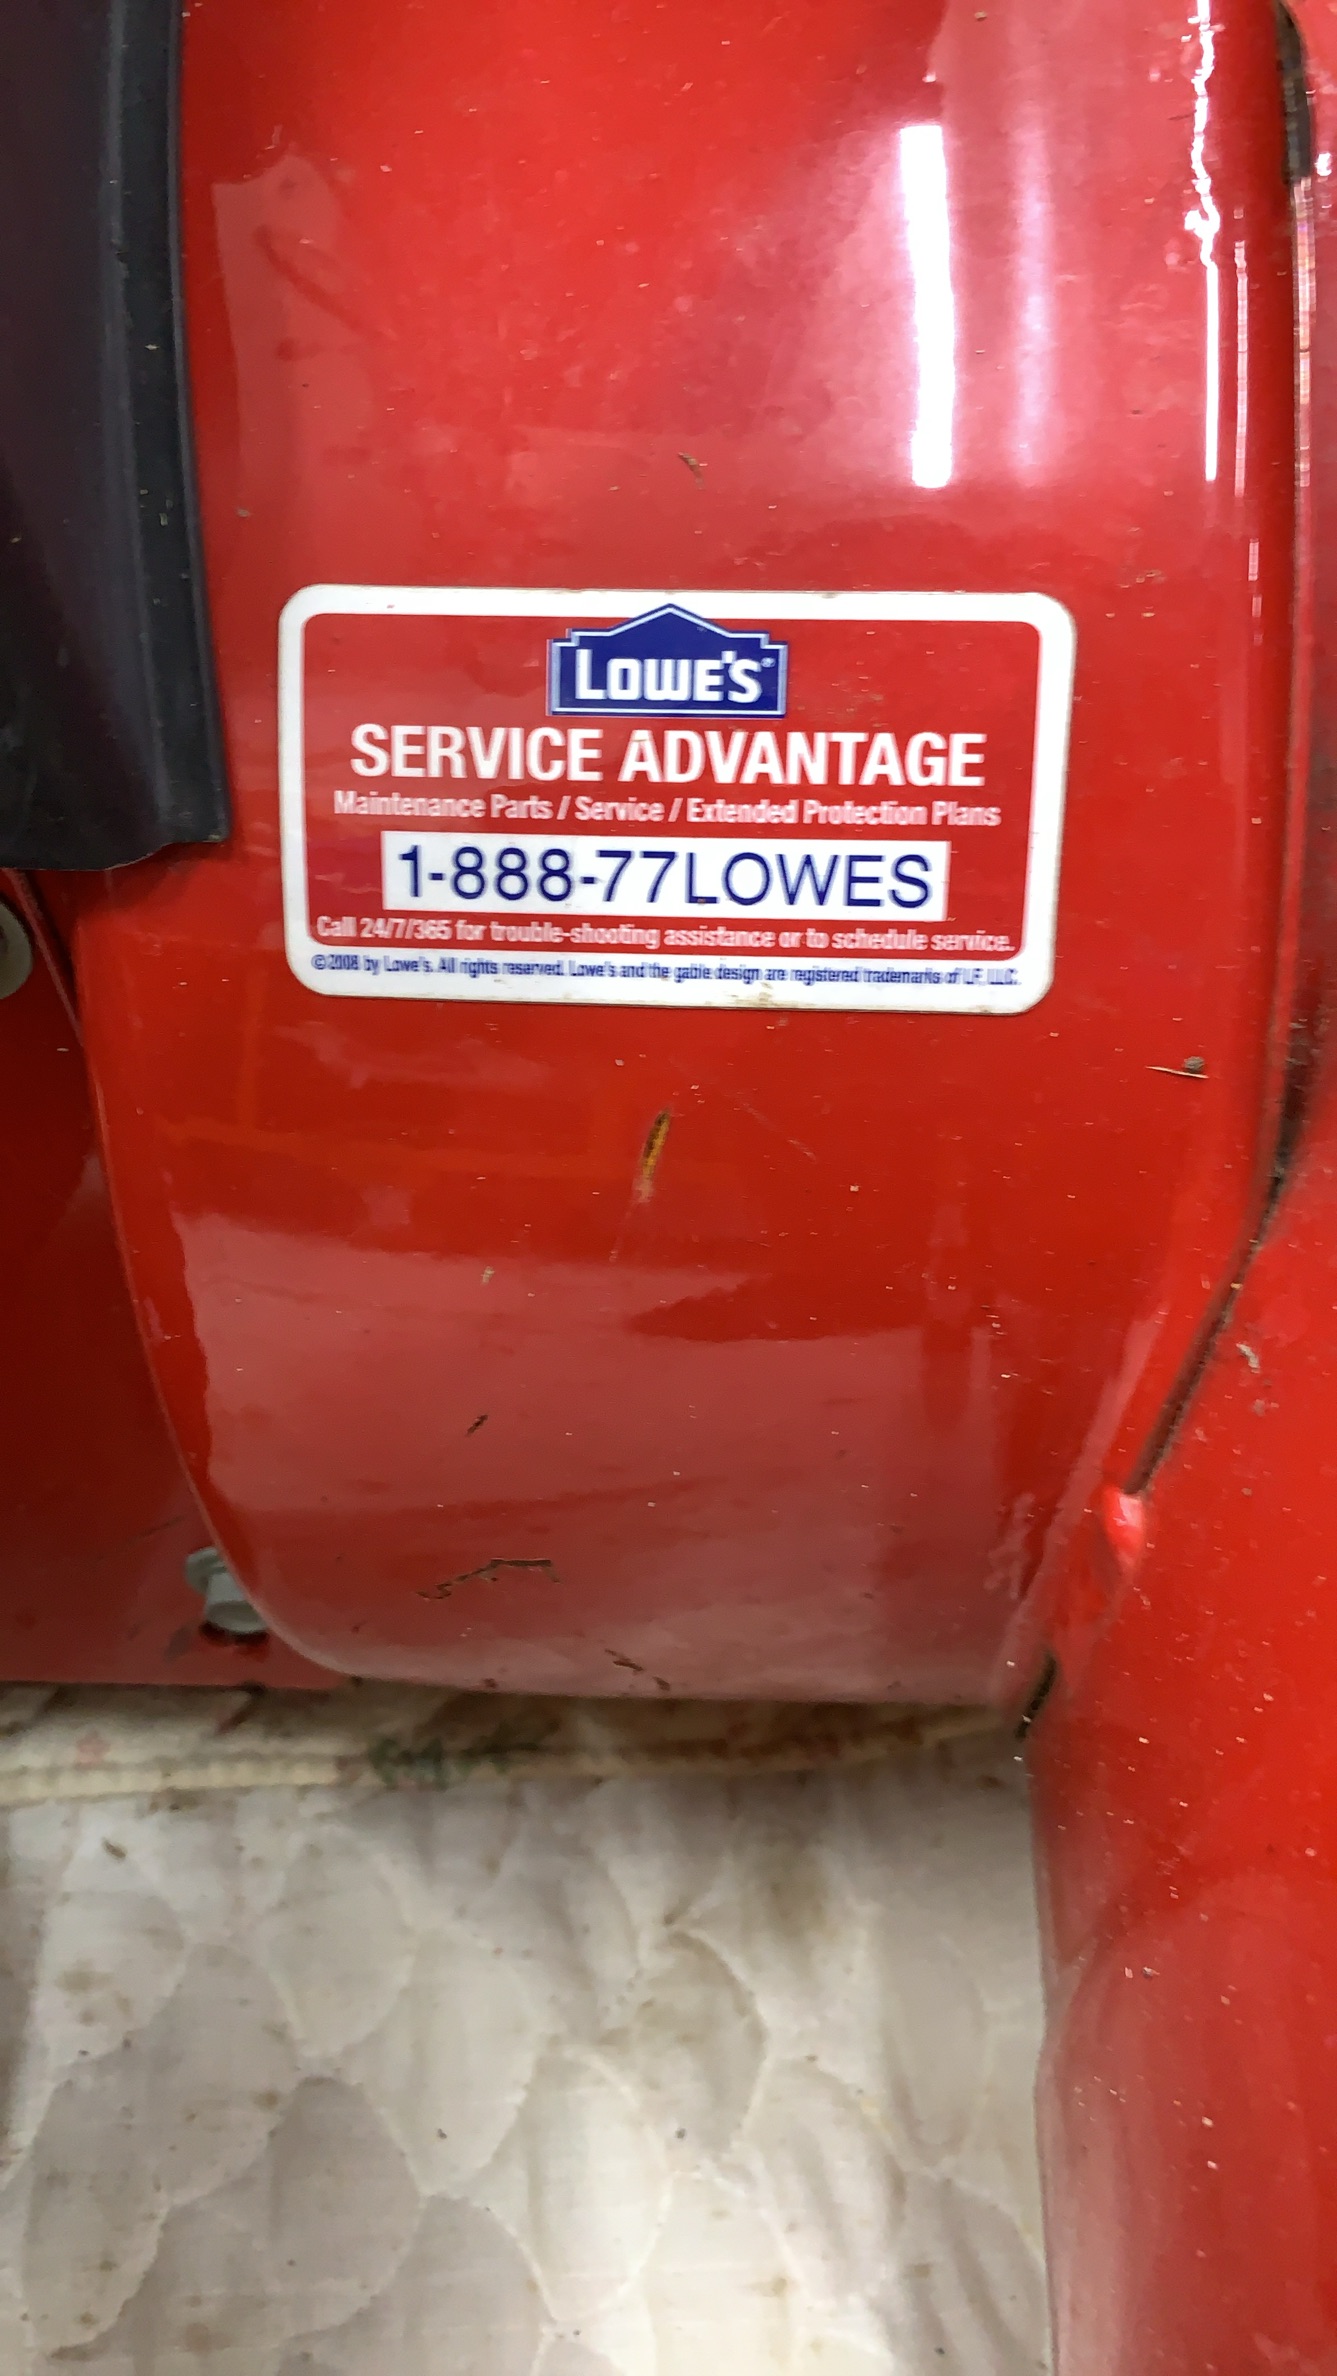 LOWE'S
SERVICE ADVANTAGE
Maintenance Parts / Service / Extended Protection Plans
1-888-77LOWES
Call 24/7/365 for trouble-shooting assistance or to schedule service.
©2008 by Lowe's. All rights reserved. Lowe's and the gable design are registered trademarks of LF, LLC.